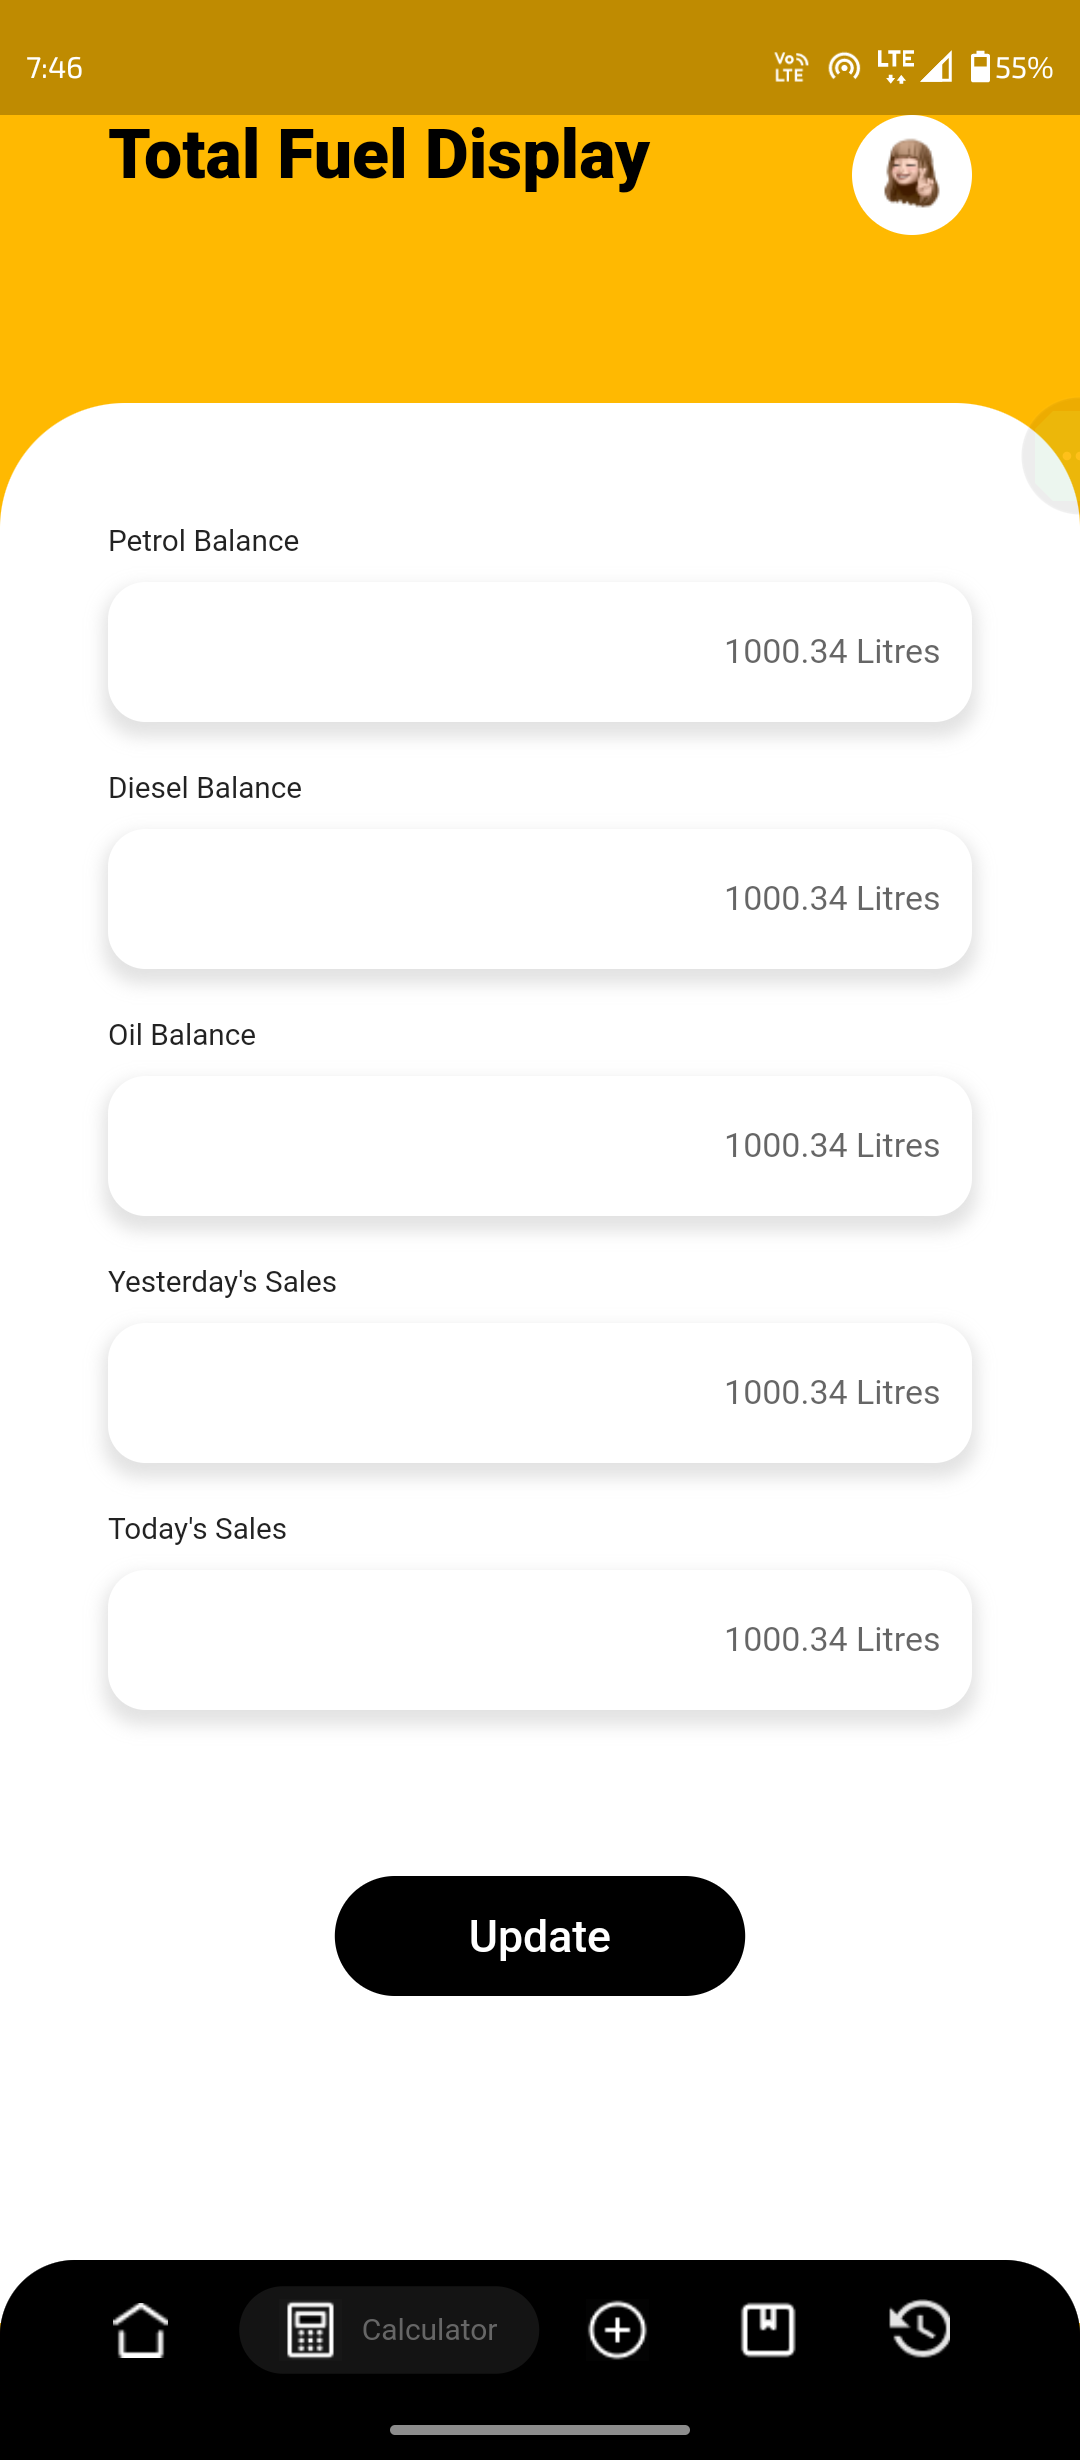 7:46
Vo LTE
LTE
55%
Total Fuel Display
Petrol Balance
1000.34 Litres
Diesel Balance
1000.34 Litres
Oil Balance
1000.34 Litres
Yesterday's Sales
1000.34 Litres
Today's Sales
1000.34 Litres
Update
Calculator